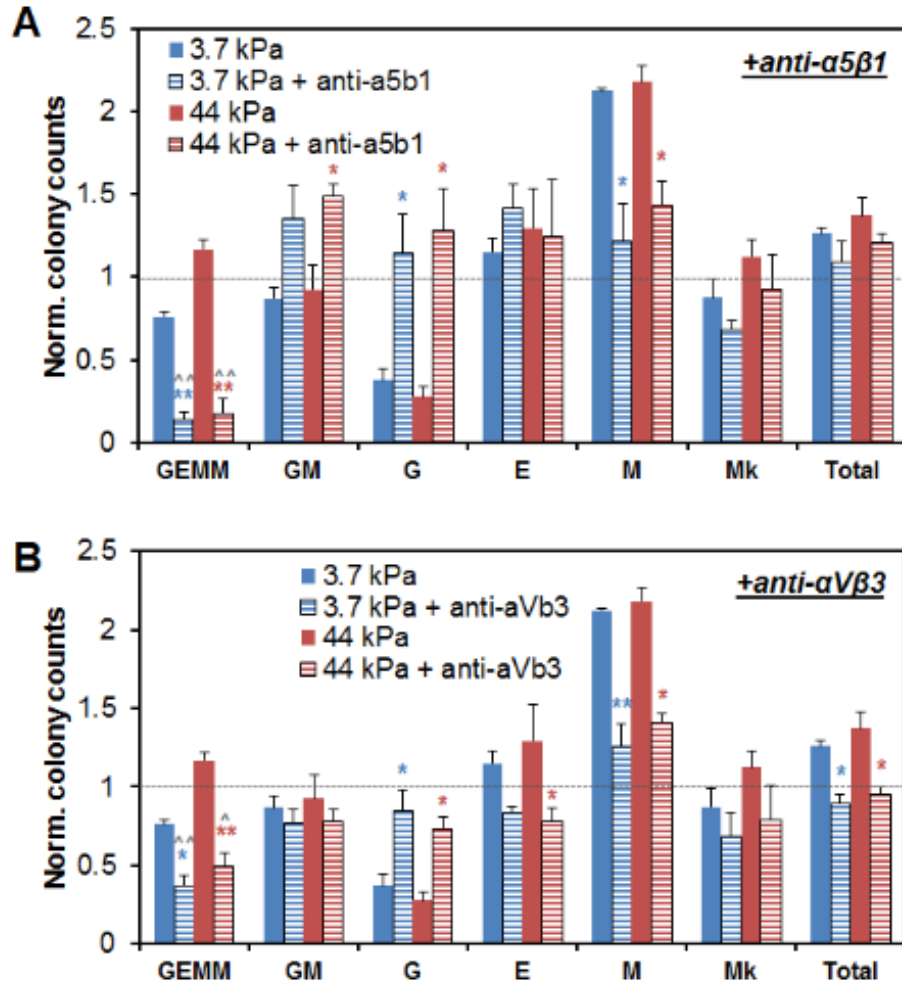 A
2.5
2
1.5
1
0.5
0
Norm. colony counts
3.7 kPa
3.7 kPa + anti-a5b1
44 kPa
44 kPa + anti-a5b1
+anti-α5β1
^^
**
^^
**
*
*
*
*
*
GEMM GM G E M Mk Total
B
2.5
2
1.5
1
0.5
0
Norm. colony counts
3.7 kPa
3.7 kPa + anti-aVb3
44 kPa
44 kPa + anti-aVb3
+anti-αVβ3
^^
*
^
**
*
*
*
**
*
*
*
GEMM GM G E M Mk Total